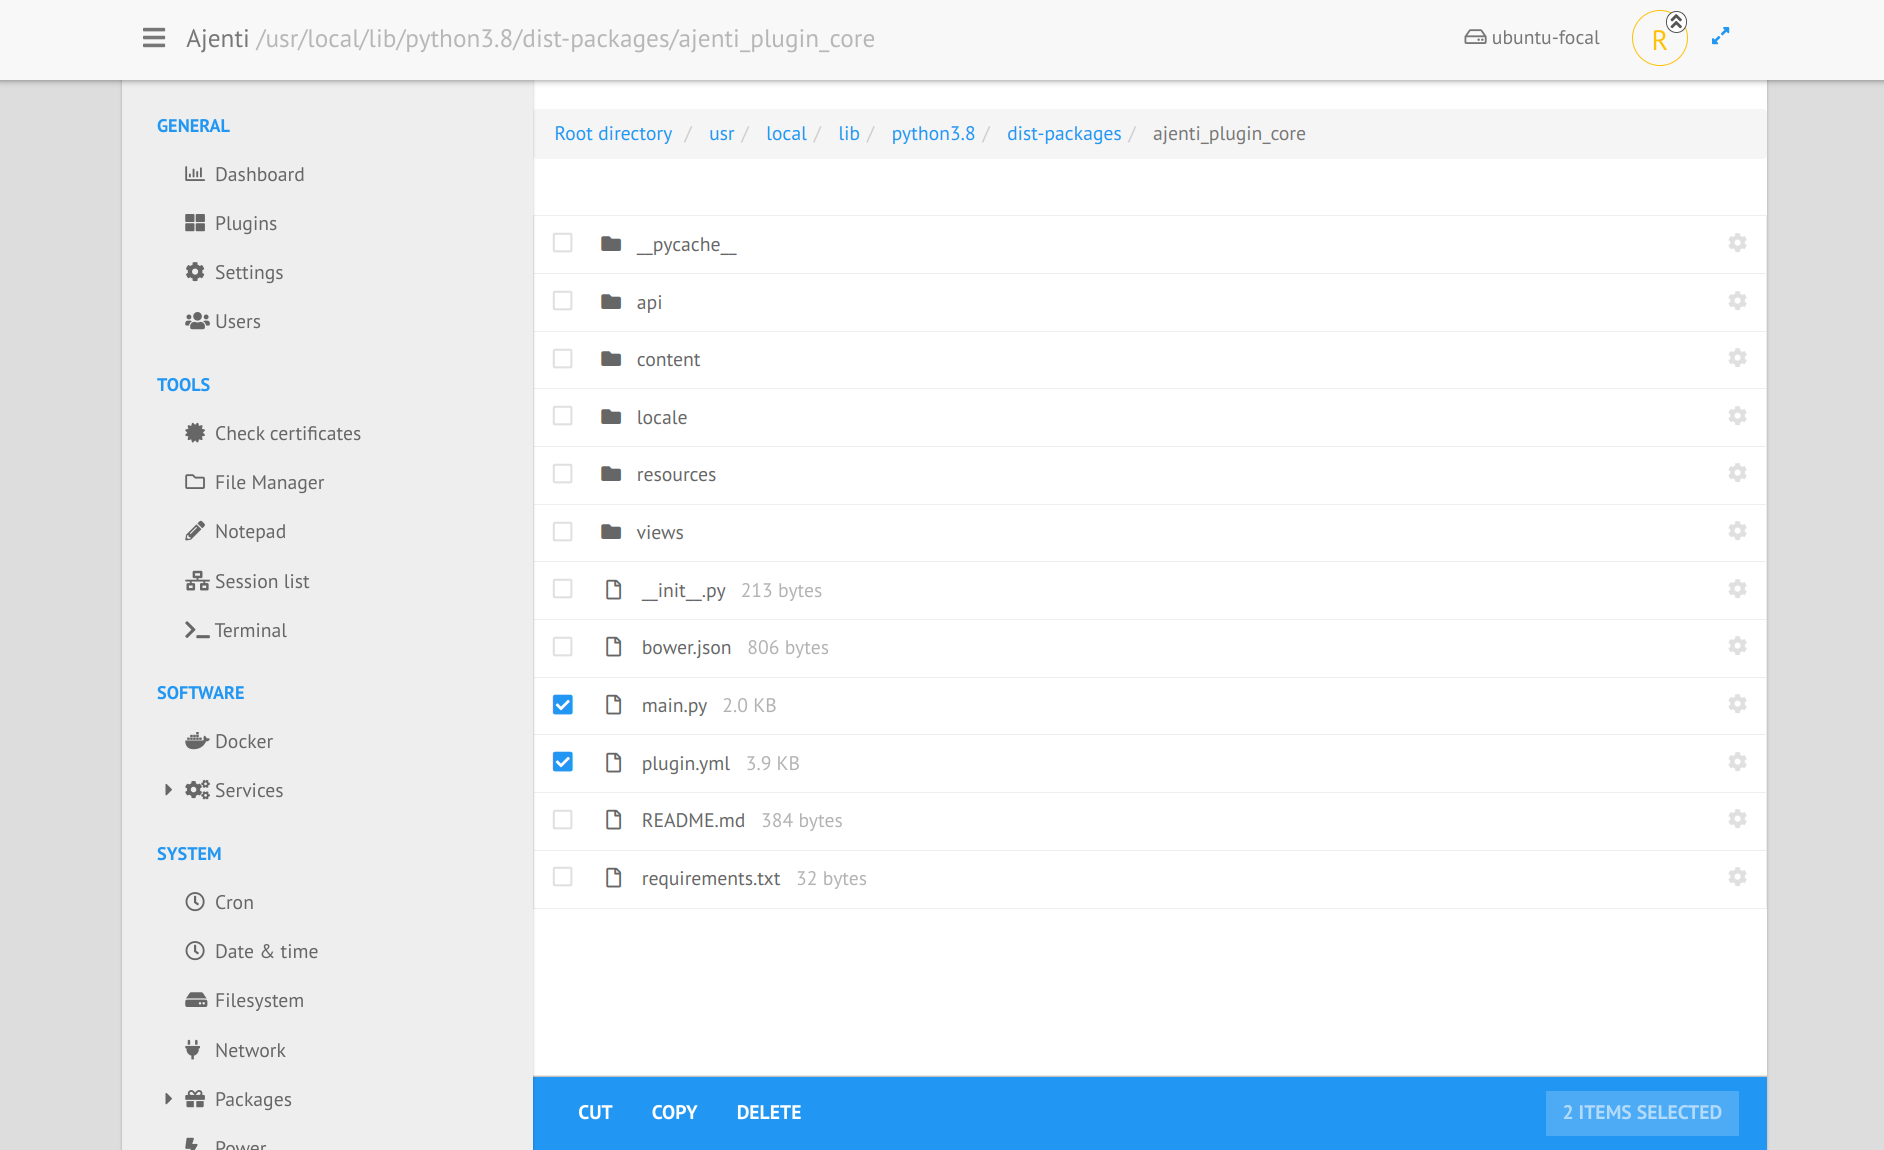 Ajenti /usr/local/lib/python3.8/dist-packages/ajenti_plugin_core
ubuntu-focal
R
GENERAL
Dashboard
Plugins
Settings
Users
TOOLS
Check certificates
File Manager
Notepad
Session list
Terminal
SOFTWARE
Docker
Services
SYSTEM
Cron
Date & time
Filesystem
Network
Packages
Power
Root directory / usr / local / lib / python3.8 / dist-packages / ajenti_plugin_core
__pycache__
api
content
locale
resources
views
__init__.py 213 bytes
bower.json 806 bytes
main.py 2.0 KB
plugin.yml 3.9 KB
README.md 384 bytes
requirements.txt 32 bytes
CUT COPY DELETE 2 ITEMS SELECTED